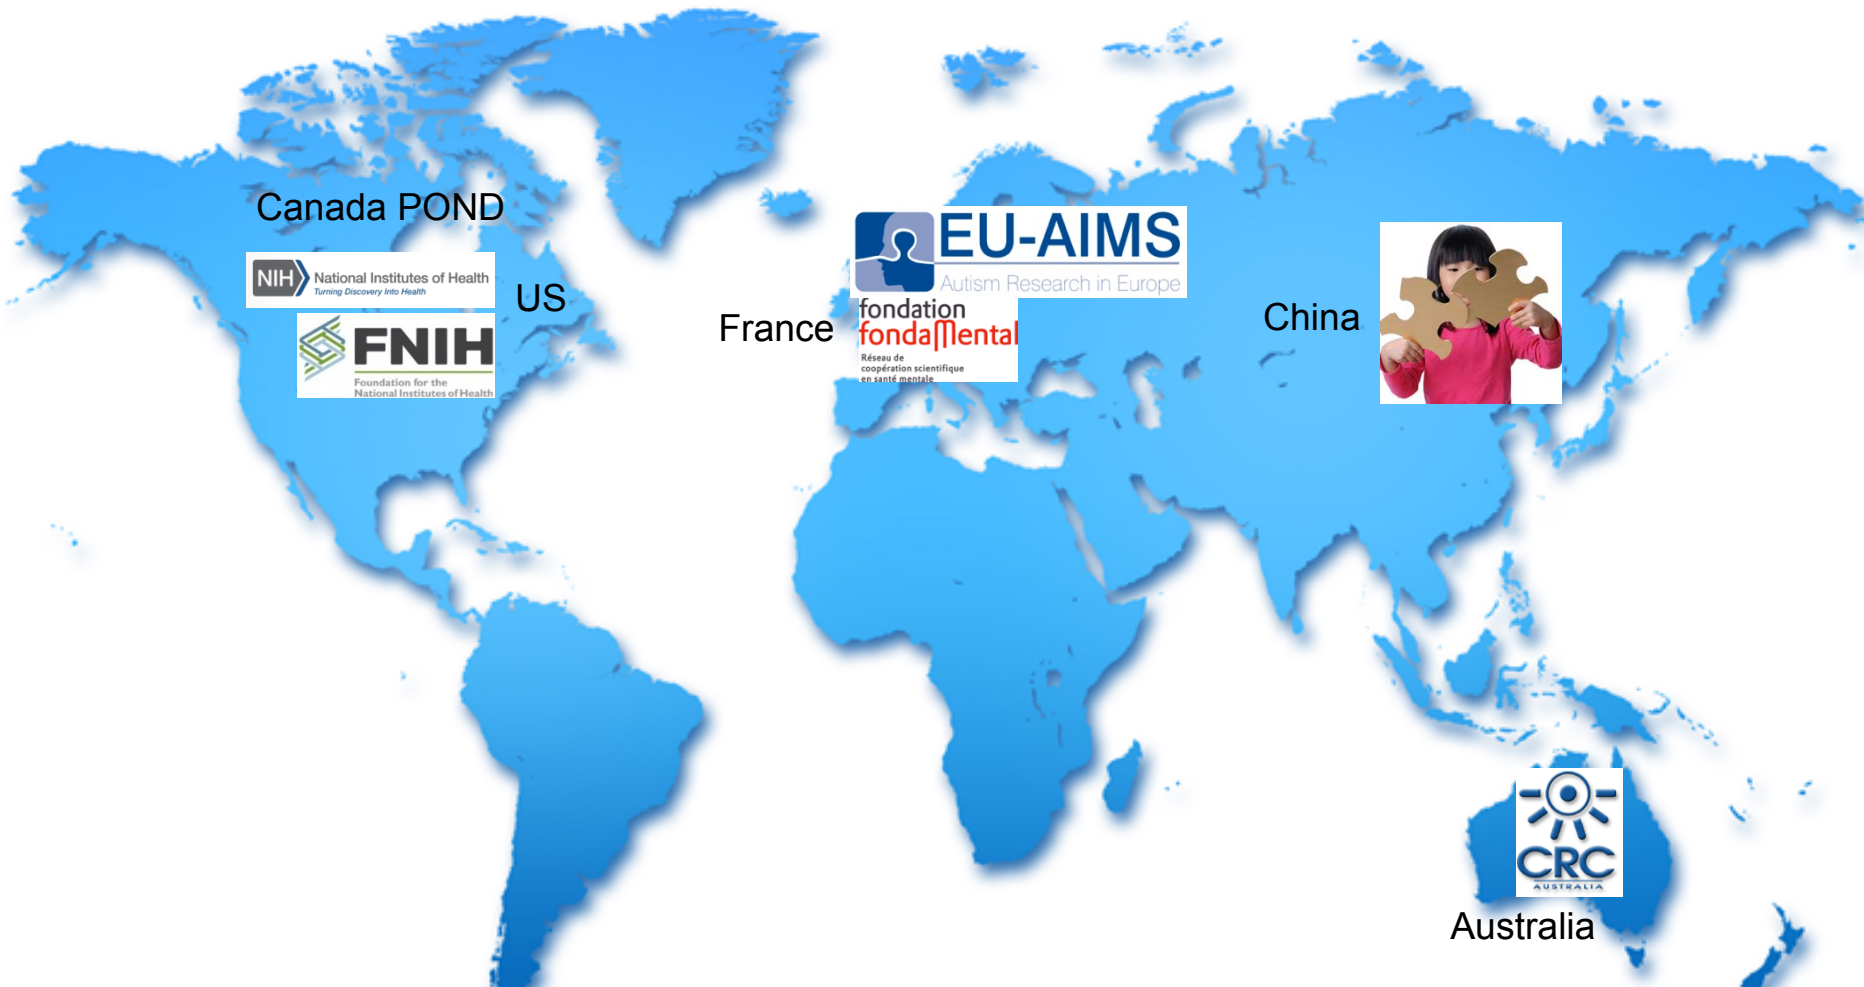 Canada POND
NIH
National Institutes of Health
Turning Discovery Into Health
US
FNIH
Foundation for the
National Institutes of Health
EU-AIMS
Autism Research in Europe
France
fondation
fondaMental
Réseau de
coopération scientifique
en santé mentale
China
CRC
AUSTRALIA
Australia